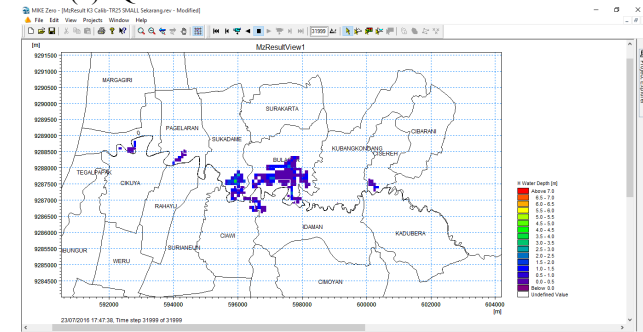 MIKE Zero - [MzResult K3 Calib-TR25 SMALL Sekarang.rev - Modified]
File Edit View Projects Window Help
31999
MzResultView1
[m]
9291500
9291000
9290500
9290000
9289500
9289000
9288500
9288000
9287500
9287000
9286500
9286000
9285500
9285000
9284500
MARGAGIRI
SURAKARTA
PAGELARAN
CIBARANI
SUKADAME
KUBANGKONDANG
CISEREH
TEGALPAPAK
CIKUYA
RAHAYU
IDAMAN
CIAWI
KADUBERA
SURIANEUN
BUNGUR
WERU
CIMOYAN
592000 594000 596000 598000 600000 602000 604000
[m]
Water Depth [m]
Above 7.0
6.5 - 7.0
6.0 - 6.5
5.5 - 6.0
5.0 - 5.5
4.5 - 5.0
4.0 - 4.5
3.5 - 4.0
3.0 - 3.5
2.5 - 3.0
2.0 - 2.5
1.5 - 2.0
1.0 - 1.5
0.5 - 1.0
0.0 - 0.5
Below 0.0
Undefined Value
23/07/2016 17:47:38, Time step 31999 of 31999
Project Explorer